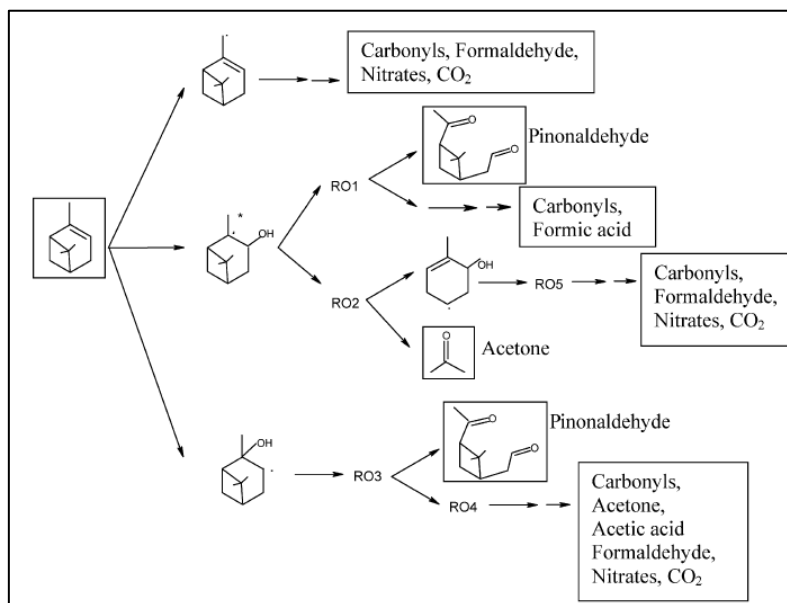 Carbonyls, Formaldehyde,
Nitrates, CO₂
Pinonaldehyde
O
O
RO1
Carbonyls,
Formic acid
*
OH
OH
RO5
Carbonyls,
Formaldehyde,
Nitrates, CO₂
RO2
O
Acetone
Pinonaldehyde
O
O
OH
RO3
RO4
Carbonyls,
Acetone,
Acetic acid
Formaldehyde,
Nitrates, CO₂